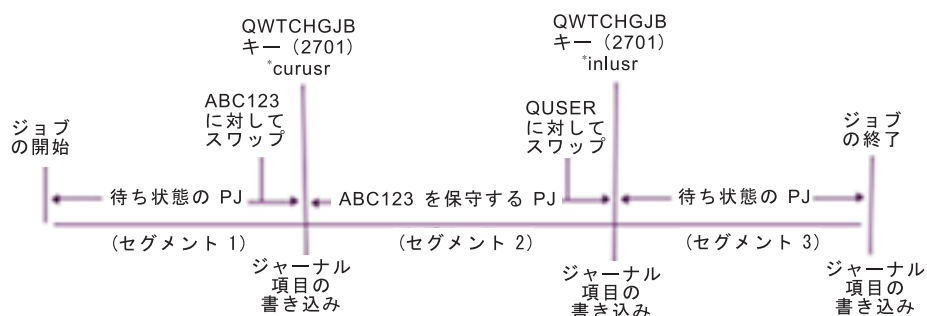 QWTCHGJB
キー（2701）
*curusr
QWTCHGJB
キー（2701）
*inlusr
ジョブ
の開始
ABC123
に対して
スワップ
QUSER
に対して
スワップ
ジョブ
の終了
待ち状態の PJ
ABC123 を保守する PJ
待ち状態の PJ
(セグメント 1)
(セグメント 2)
(セグメント 3)
ジャーナル
項目の
書き込み
ジャーナル
項目の
書き込み
ジャーナル
項目の
書き込み